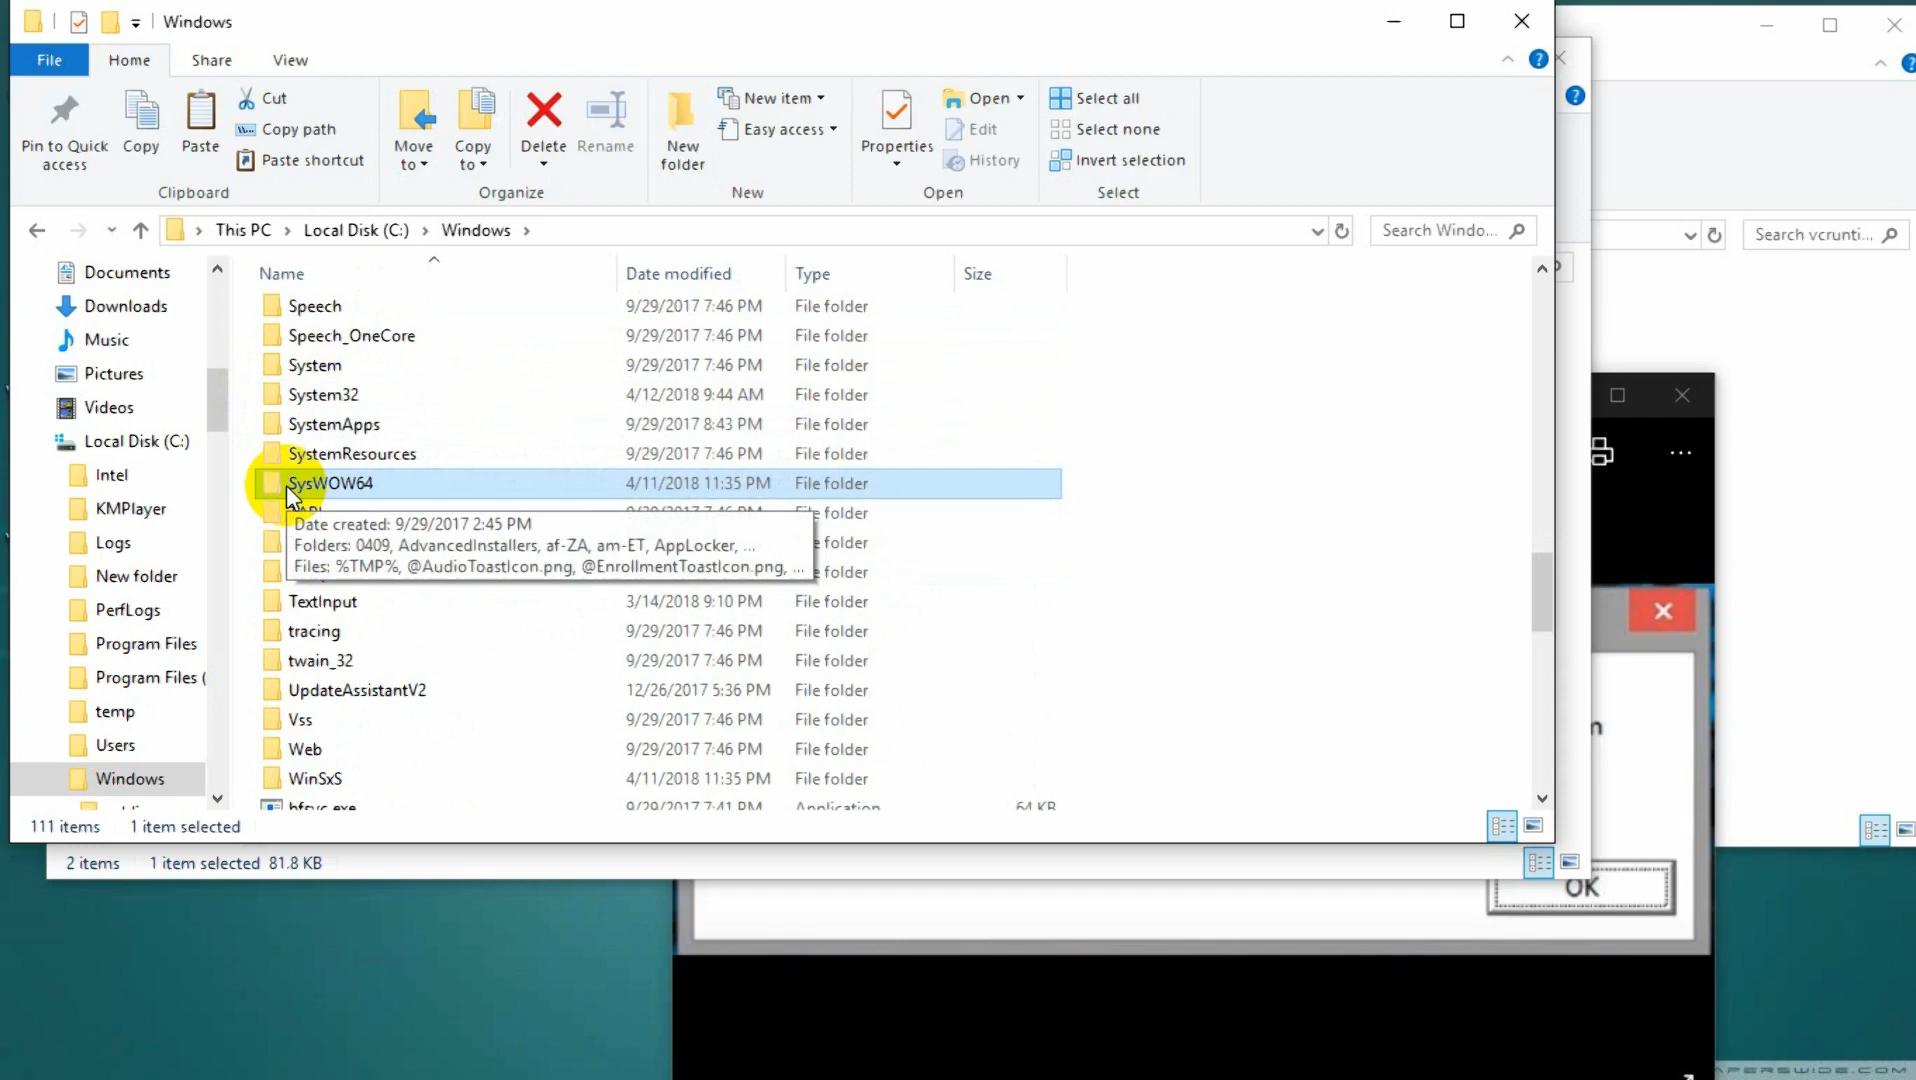 Windows
File Home Share View
Pin to Quick access
Copy
Paste
Cut
Copy path
Paste shortcut
Clipboard
Move to
Copy to
Delete
Rename
Organize
New folder
New item
Easy access
New
Properties
Open
Edit
History
Open
Select all
Select none
Invert selection
Select
This PC Local Disk (C:) Windows
Search Windo...
Search vcrunti...
Documents
Downloads
Music
Pictures
Videos
Local Disk (C:)
Intel
KMPlayer
Logs
New folder
PerfLogs
Program Files
Program Files (
temp
Users
Windows
Name Date modified Type Size
Speech 9/29/2017 7:46 PM File folder
Speech_OneCore 9/29/2017 7:46 PM File folder
System 9/29/2017 7:46 PM File folder
System32 4/12/2018 9:44 AM File folder
SystemApps 9/29/2017 8:43 PM File folder
SystemResources 9/29/2017 7:46 PM File folder
SysWOW64 4/11/2018 11:35 PM File folder
Date created: 9/29/2017 2:45 PM
Folders: 0409, AdvancedInstallers, af-ZA, am-ET, AppLocker, ...
Files: %TMP%, @AudioToastIcon.png, @EnrollmentToastIcon.png, ...
File folder
TextInput 3/14/2018 9:10 PM File folder
tracing 9/29/2017 7:46 PM File folder
twain_32 9/29/2017 7:46 PM File folder
UpdateAssistantV2 12/26/2017 5:36 PM File folder
Vss 9/29/2017 7:46 PM File folder
Web 9/29/2017 7:46 PM File folder
WinSxS 4/11/2018 11:35 PM File folder
bfsvc.exe 9/29/2017 7:41 PM Application 64 KB
111 items 1 item selected
2 items 1 item selected 81.8 KB
OK